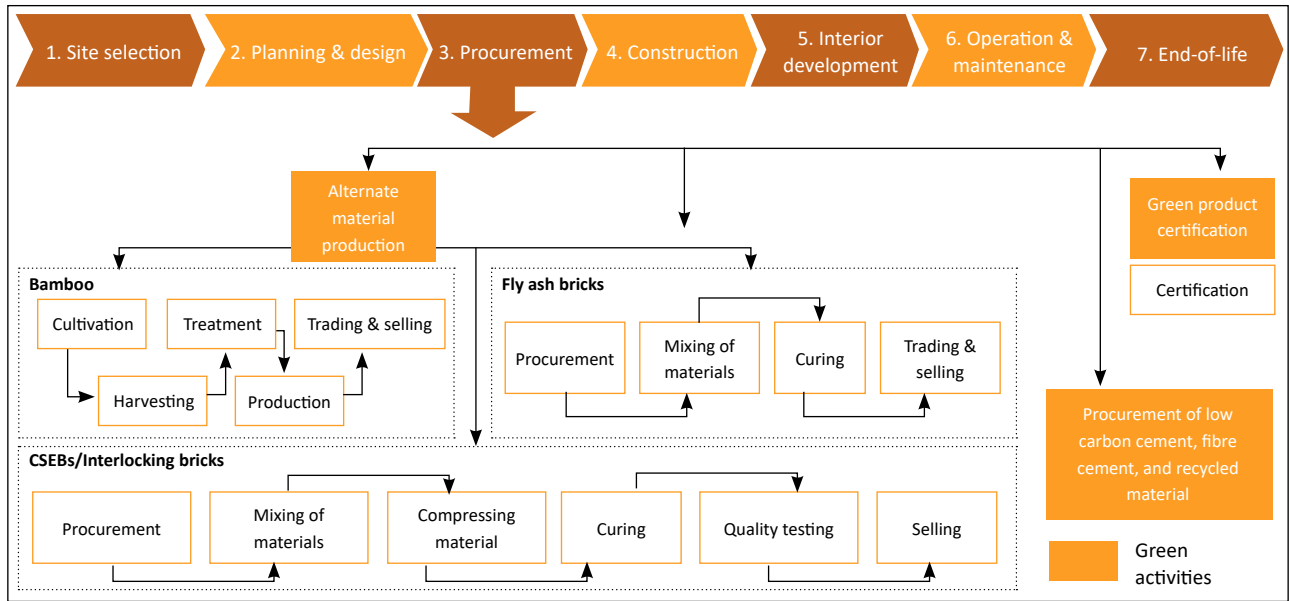 1. Site selection
2. Planning & design
3. Procurement
4. Construction
5. Interior
development
6. Operation &
maintenance
7. End-of-life
Alternate
material
production
Green product
certification
Certification
Bamboo
Cultivation
Treatment
Trading & selling
Harvesting
Production
Fly ash bricks
Procurement
Mixing of
materials
Curing
Trading &
selling
Procurement of low
carbon cement, fibre
cement, and recycled
material
CSEBs/Interlocking bricks
Procurement
Mixing of
materials
Compressing
material
Curing
Quality testing
Selling
Green
activities